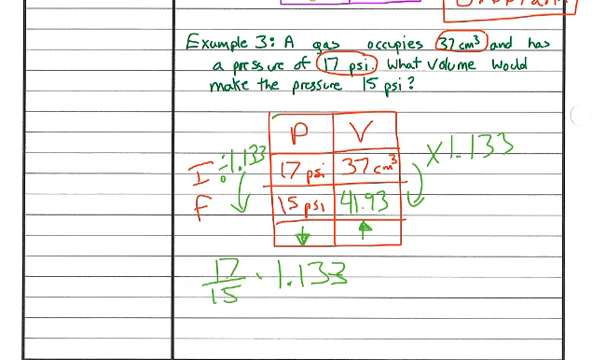 Example 3: A gas occupies 37 cm³ and has
a pressure of 17 psi. What volume would
make the pressure 15 psi?
P V
I ÷1.133 17 psi 37 cm³ ×1.133
F 15 psi 41.93
↓ ↑
17/15 · 1.133